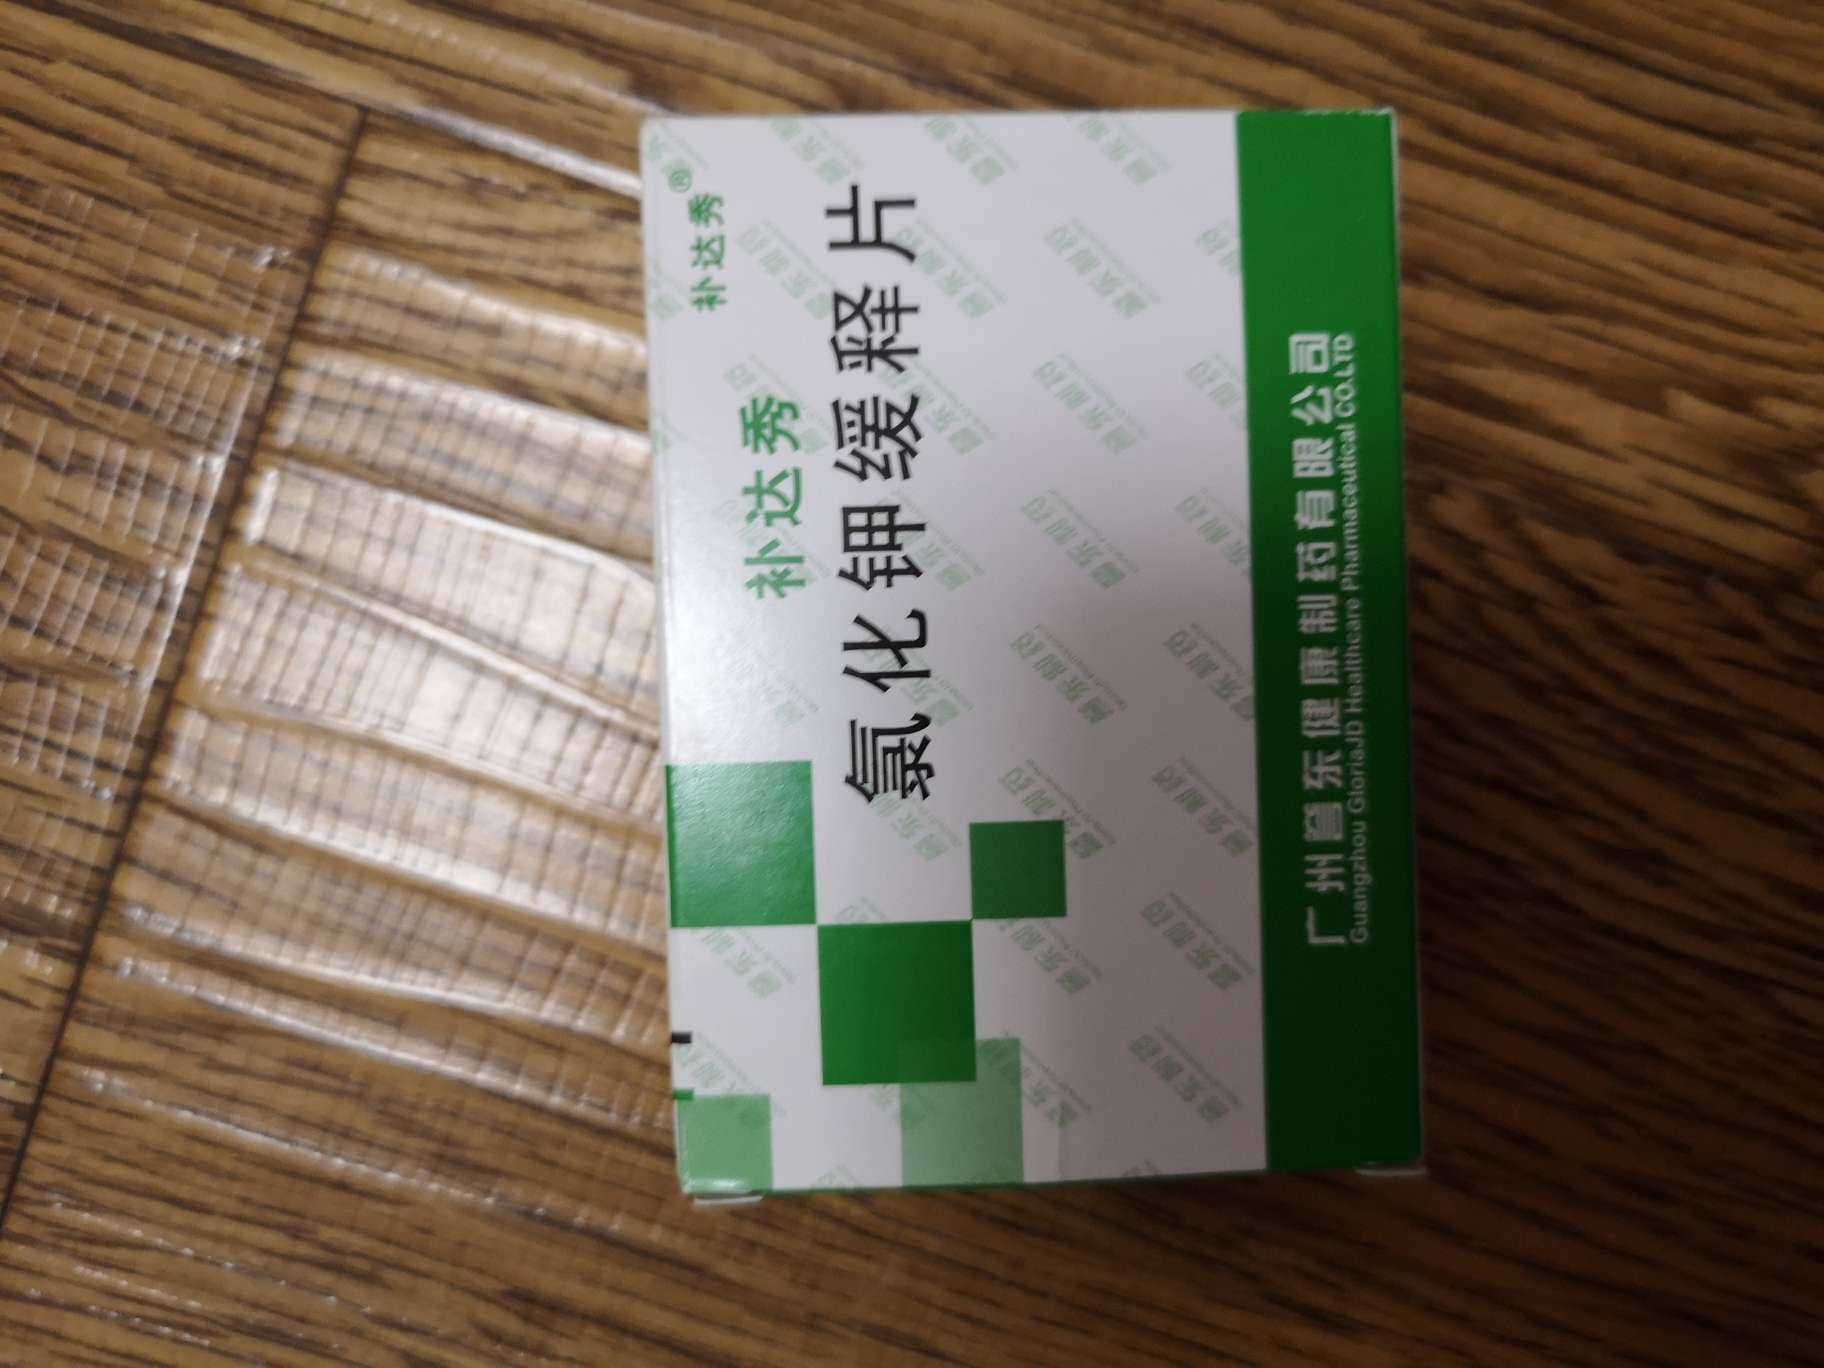 补达秀®
补达秀
氯化钾缓释片
广州誉东健康制药有限公司
Guangzhou GloriaJD Healthcare Pharmaceutical CO.LTD